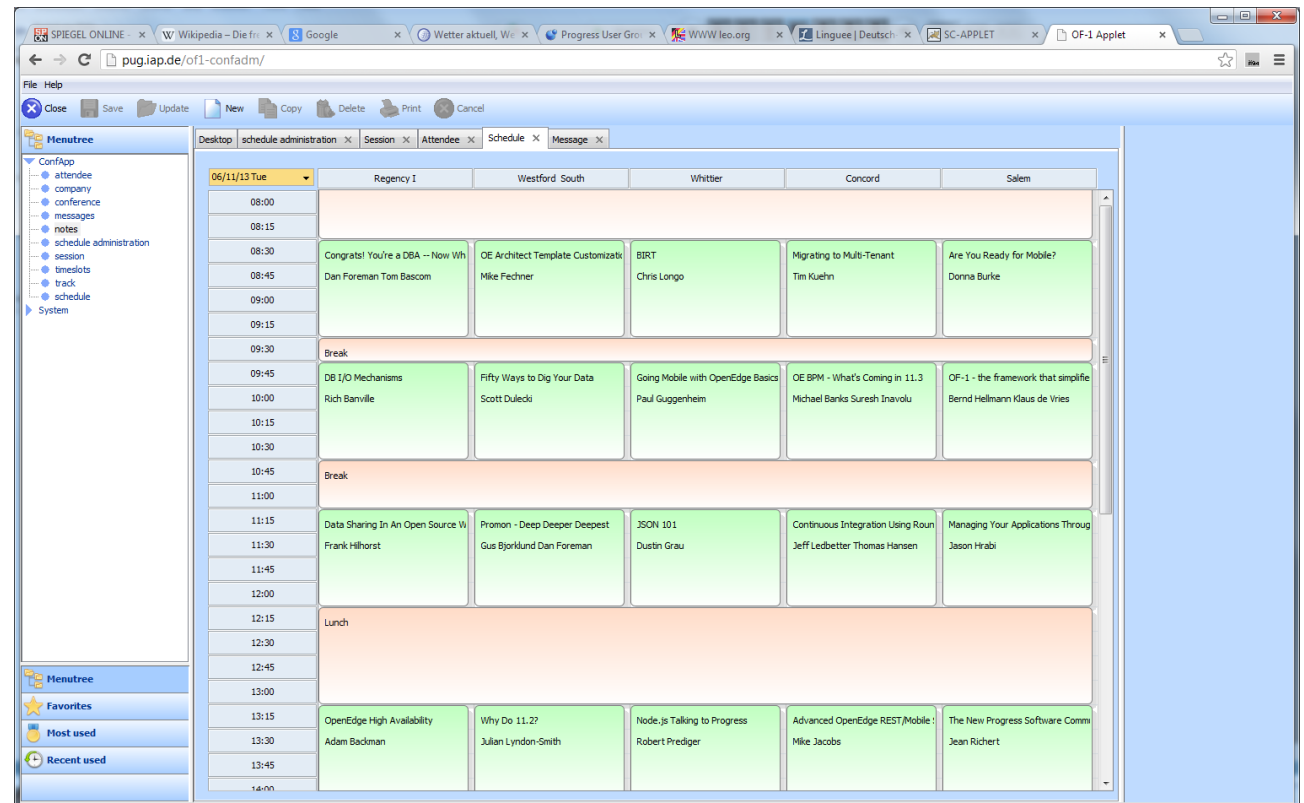 SPIEGEL ONLINE -
Wikipedia – Die fre
Google
Wetter aktuell, We
Progress User Grou
WWW leo.org
Linguee | Deutsch-
SC-APPLET
OF-1 Applet
pug.iap.de/of1-confadm/
File Help
Close Save Update New Copy Delete Print Cancel
Menutree
Desktop schedule administration Session Attendee Schedule Message
ConfApp
attendee
company
conference
messages
notes
schedule administration
session
timeslots
track
schedule
System
06/11/13 Tue Regency I Westford South Whittier Concord Salem
08:00
08:15
08:30
Congrats! You're a DBA -- Now Wh OE Architect Template Customizatic BIRT Migrating to Multi-Tenant Are You Ready for Mobile?
08:45
Dan Foreman Tom Bascom Mike Fechner Chris Longo Tim Kuehn Donna Burke
09:00
09:15
09:30
Break
09:45
DB I/O Mechanisms Fifty Ways to Dig Your Data Going Mobile with OpenEdge Basics OE BPM - What's Coming in 11.3 OF-1 - the framework that simplifie
10:00
Rich Banville Scott Dulecki Paul Guggenheim Michael Banks Suresh Inavolu Bernd Hellmann Klaus de Vries
10:15
10:30
10:45
Break
11:00
11:15
Data Sharing In An Open Source W Promon - Deep Deeper Deepest JSON 101 Continuous Integration Using Roun Managing Your Applications Throug
11:30
Frank Hilhorst Gus Bjorklund Dan Foreman Dustin Grau Jeff Ledbetter Thomas Hansen Jason Hrabi
11:45
12:00
12:15
Lunch
12:30
12:45
13:00
13:15
OpenEdge High Availability Why Do 11.2? Node.js Talking to Progress Advanced OpenEdge REST/Mobile The New Progress Software Comm
13:30
Adam Backman Julian Lyndon-Smith Robert Prediger Mike Jacobs Jean Richert
13:45
14:00
Menutree
Favorites
Most used
Recent used